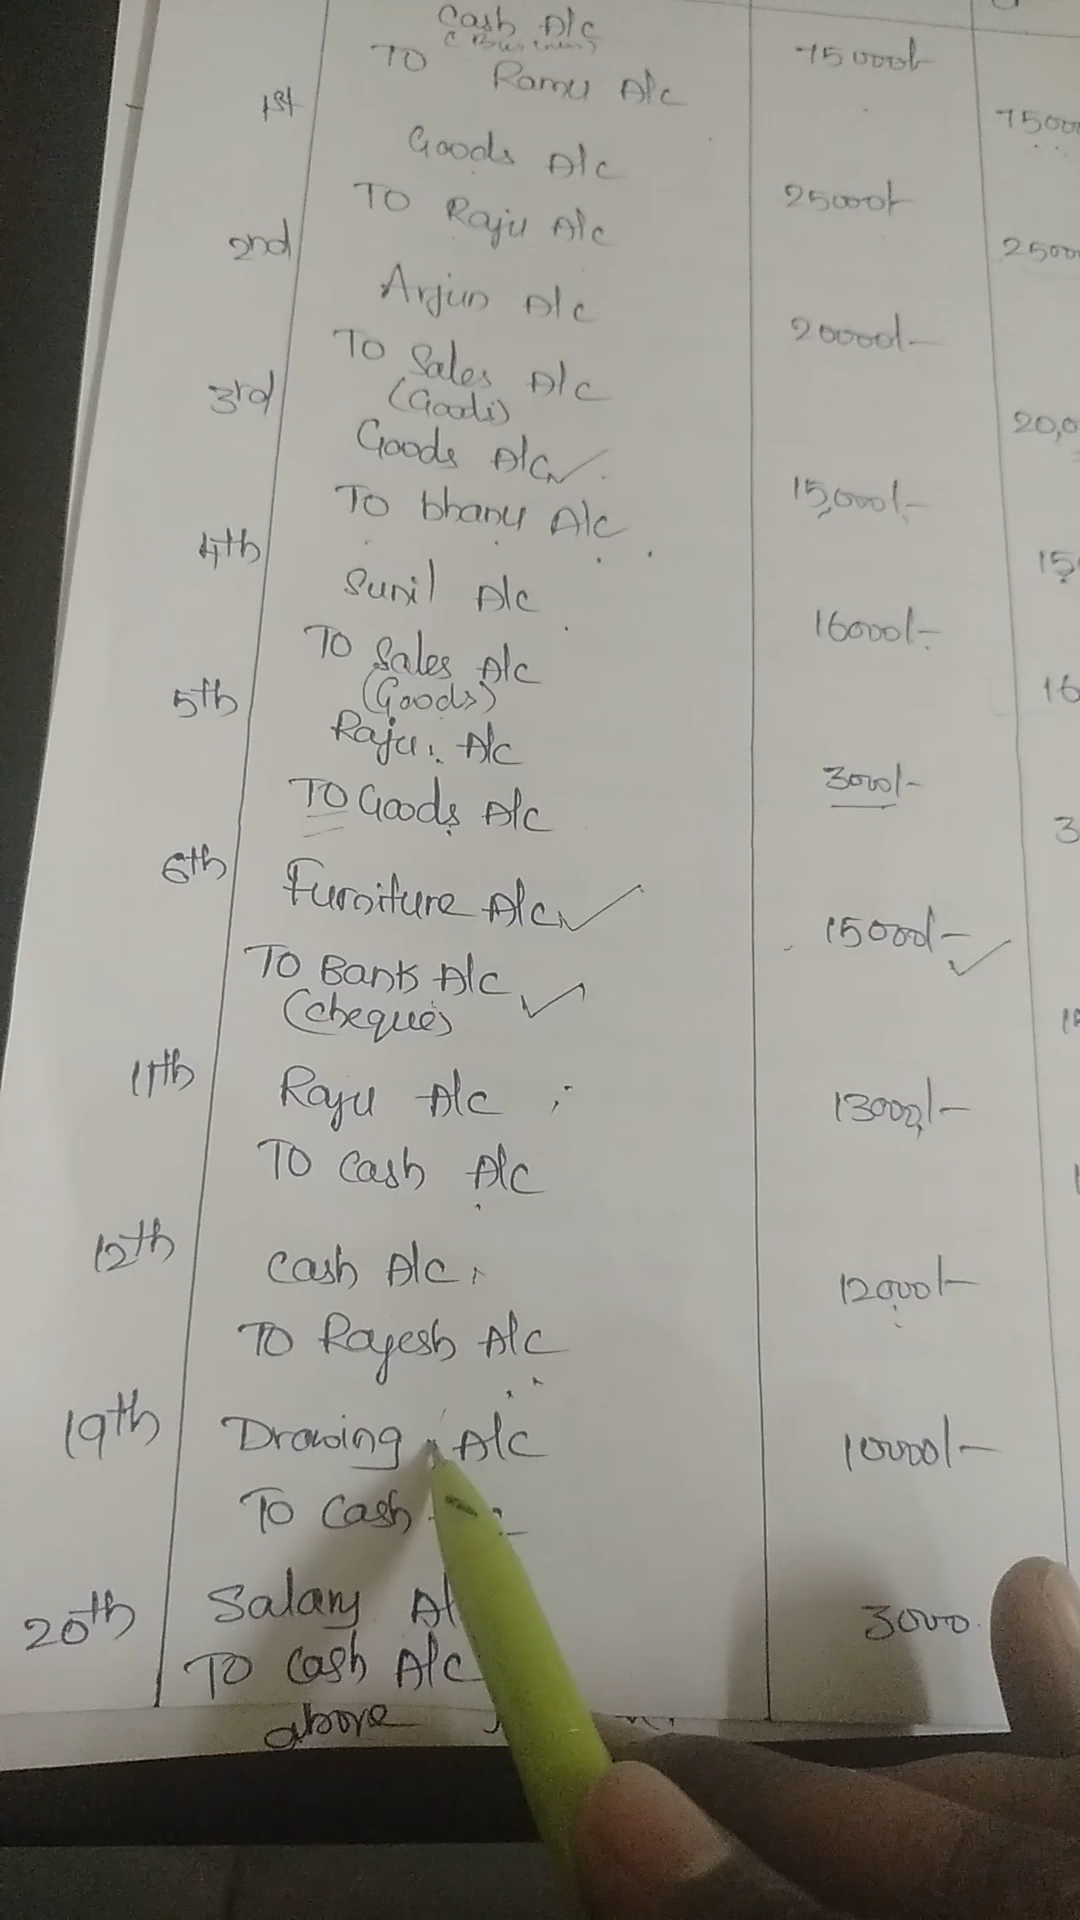 Cash A/c 75000/-
(Business)
To Ramu A/c
1st 7500
Goods A/c 25000/-
To Raju A/c
2nd 2500
Arjun A/c 20000/-
To Sales A/c
3rd (Goods) 20,0
Goods A/c 15,000/-
To bhanu A/c
4th 15
Sunil A/c 16000/-
To Sales A/c
5th (Goods) 16
Raju A/c 3000/-
To Goods A/c 3
6th Furniture A/c 15000/-
To Bank A/c
(cheque)
11th Raju A/c 13000/-
To Cash A/c
12th Cash A/c 12000/-
To Rajesh A/c
19th Drawing A/c 10000/-
To Cash
20th Salary A/ 3000
To Cash A/c
above